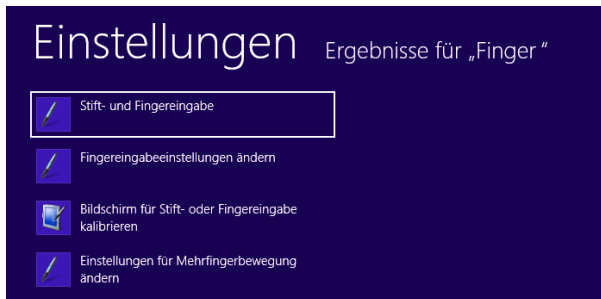 Einstellungen Ergebnisse für „Finger “
Stift- und Fingereingabe
Fingereingabeeinstellungen ändern
Bildschirm für Stift- oder Fingereingabe
kalibrieren
Einstellungen für Mehrfingerbewegung
ändern